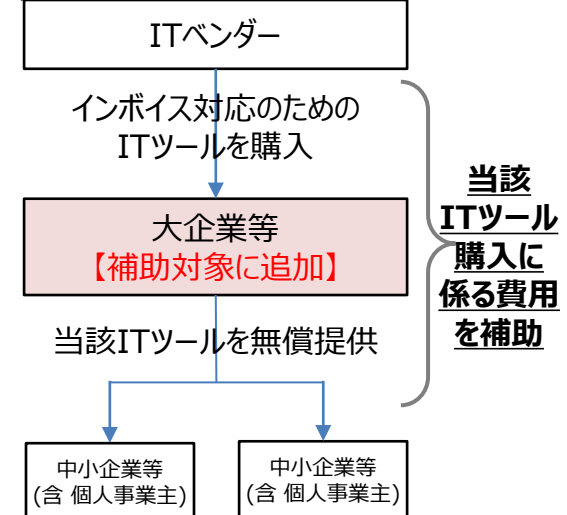 ITベンダー
インボイス対応のための
ITツールを購入
大企業等
【補助対象に追加】
当該ITツールを無償提供
中小企業等
(含 個人事業主)
中小企業等
(含 個人事業主)
当該
ITツール
購入に
係る費用
を補助